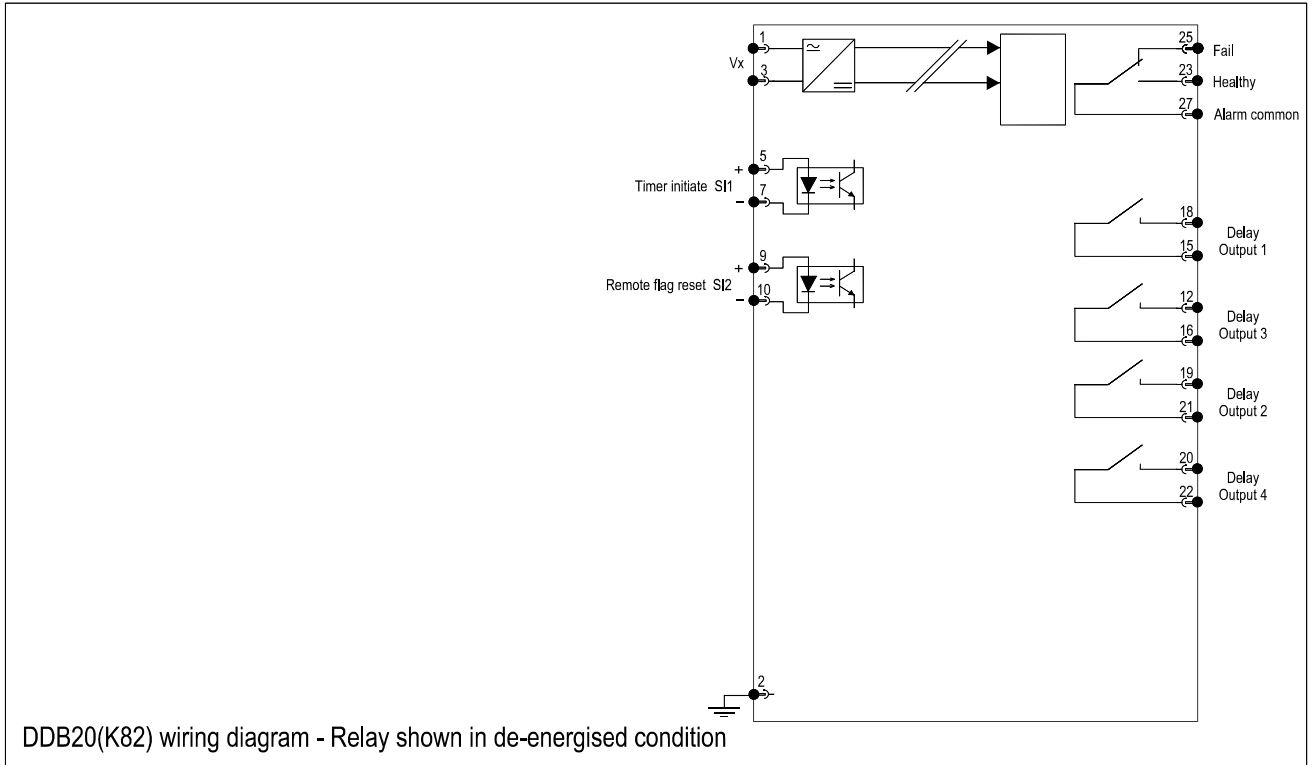 1
Vx
3
25
Fail
23
Healthy
27
Alarm common
+
5
Timer initiate SI1
7
−
+
9
Remote flag reset SI2
10
−
18
Delay
Output 1
15
12
Delay
Output 3
16
19
Delay
Output 2
21
20
Delay
Output 4
22
2
DDB20(K82) wiring diagram - Relay shown in de-energised condition